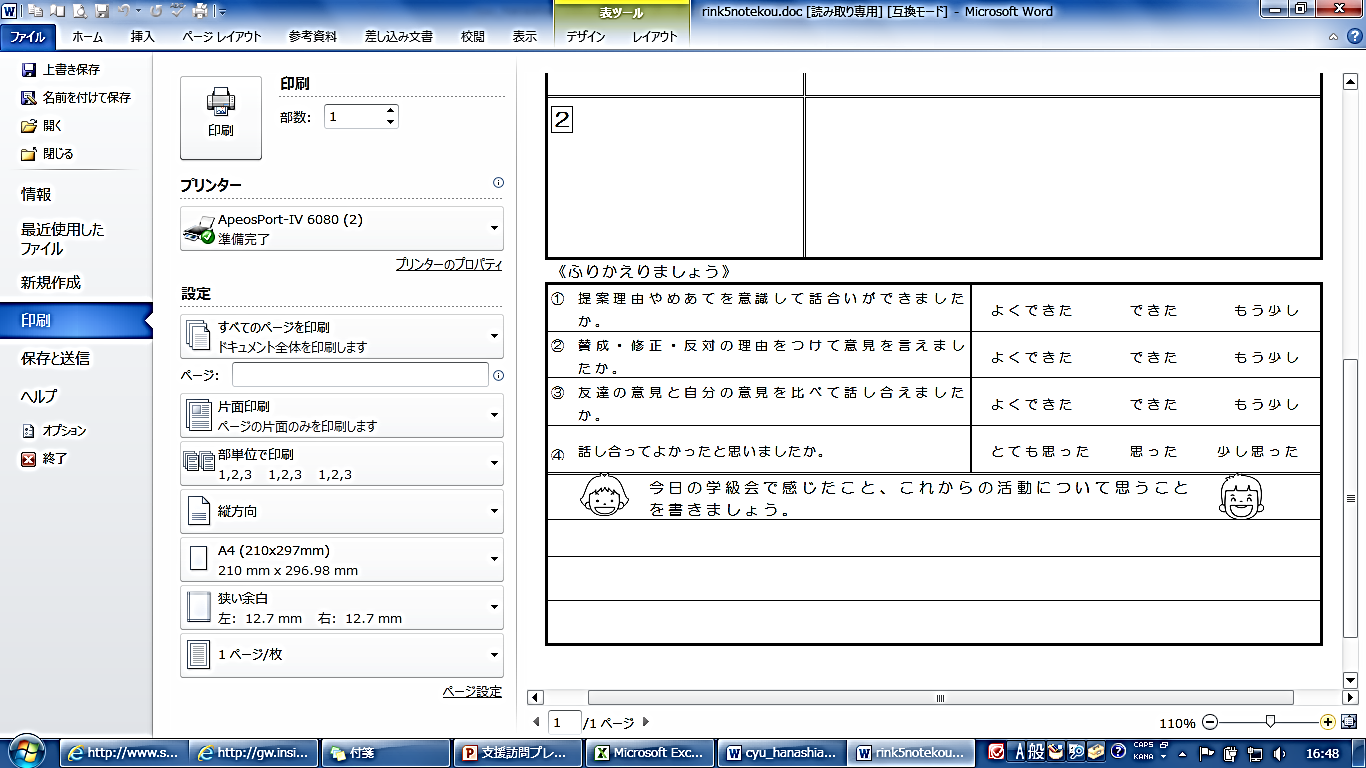 表ツール
rink5notekou.doc [読み取り専用] [互換モード] - Microsoft Word
ファイル ホーム 挿入 ページ レイアウト 参考資料 差し込み文書 校閲 表示 デザイン レイアウト
上書き保存
名前を付けて保存
開く
閉じる
情報
最近使用した
ファイル
新規作成
印刷
保存と送信
ヘルプ
オプション
終了
印刷
印刷
部数: 1
プリンター
ApeosPort-IV 6080 (2)
準備完了
プリンターのプロパティ
設定
すべてのページを印刷
ドキュメント全体を印刷します
ページ:
片面印刷
ページの片面のみを印刷します
部単位で印刷
1,2,3 1,2,3 1,2,3
縦方向
A4 (210x297mm)
210 mm x 296.98 mm
狭い余白
左: 12.7 mm 右: 12.7 mm
1 ページ/枚
ページ設定
2
《ふりかえりましょう》
① 提案理由やめあてを意識して話合いができました
か。
よくできた できた もう少し
② 賛成・修正・反対の理由をつけて意見を言えまし
たか。
よくできた できた もう少し
③ 友達の意見と自分の意見を比べて話し合えました
か。
よくできた できた もう少し
④ 話し合ってよかったと思いましたか。
とても思った 思った 少し思った
今日の学級会で感じたこと、これからの活動について思うこと
を書きましょう。
1 /1 ページ
110%
http://www.s... http://gw.insi... 付箋 支援訪問プレ... Microsoft Exc... cyu_hanashia... rink5notekou...
A 般
CAPS
KANA
16:48